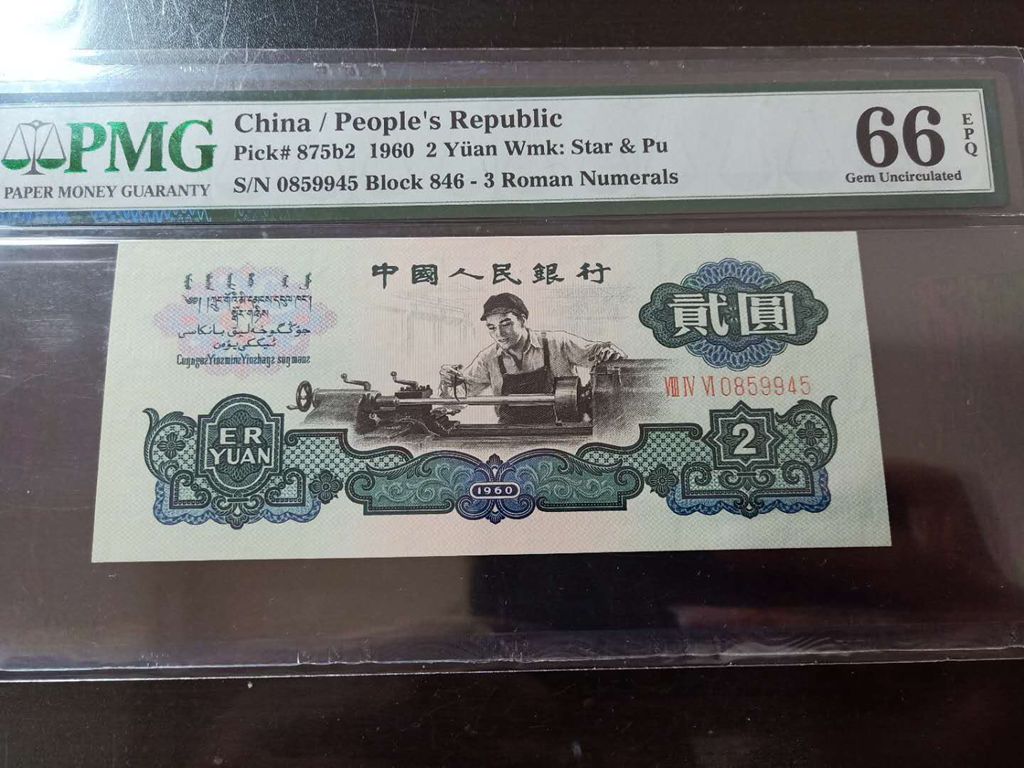 PMG
PAPER MONEY GUARANTY
China / People's Republic
Pick# 875b2 1960 2 Yüan Wmk: Star & Pu
S/N 0859945 Block 846 - 3 Roman Numerals
66
EPQ
Gem Uncirculated
中國人民銀行
貳圓
VIII IV VI 0859945
ER
YUAN
1960
2